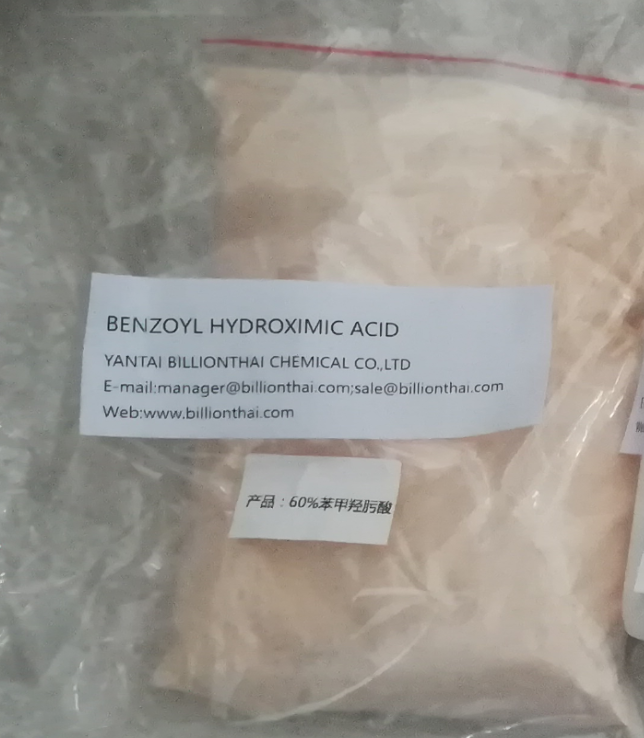 BENZOYL HYDROXIMIC ACID
YANTAI BILLIONTHAI CHEMICAL CO.,LTD
E-mail:manager@billionthai.com;sale@billionthai.com
Web:www.billionthai.com
产品：60%苯甲羟肟酸